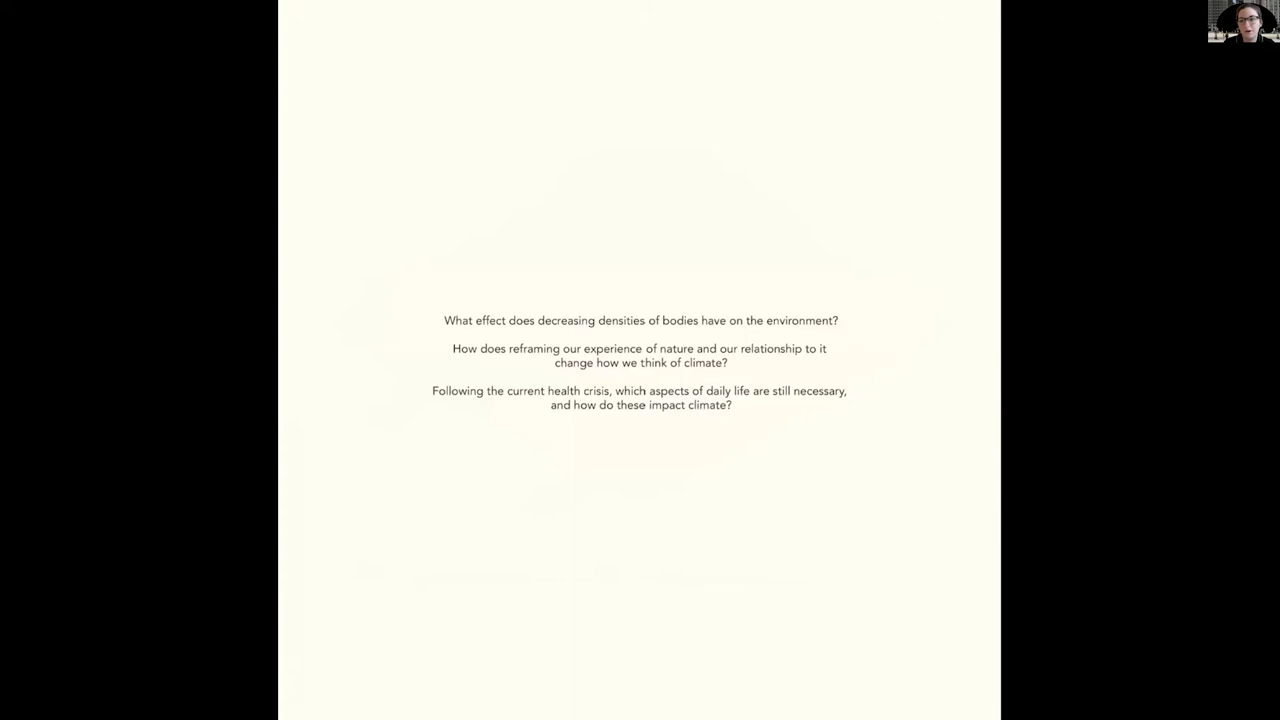 What effect does decreasing densities of bodies have on the environment?
How does reframing our experience of nature and our relationship to it
change how we think of climate?
Following the current health crisis, which aspects of daily life are still necessary,
and how do these impact climate?